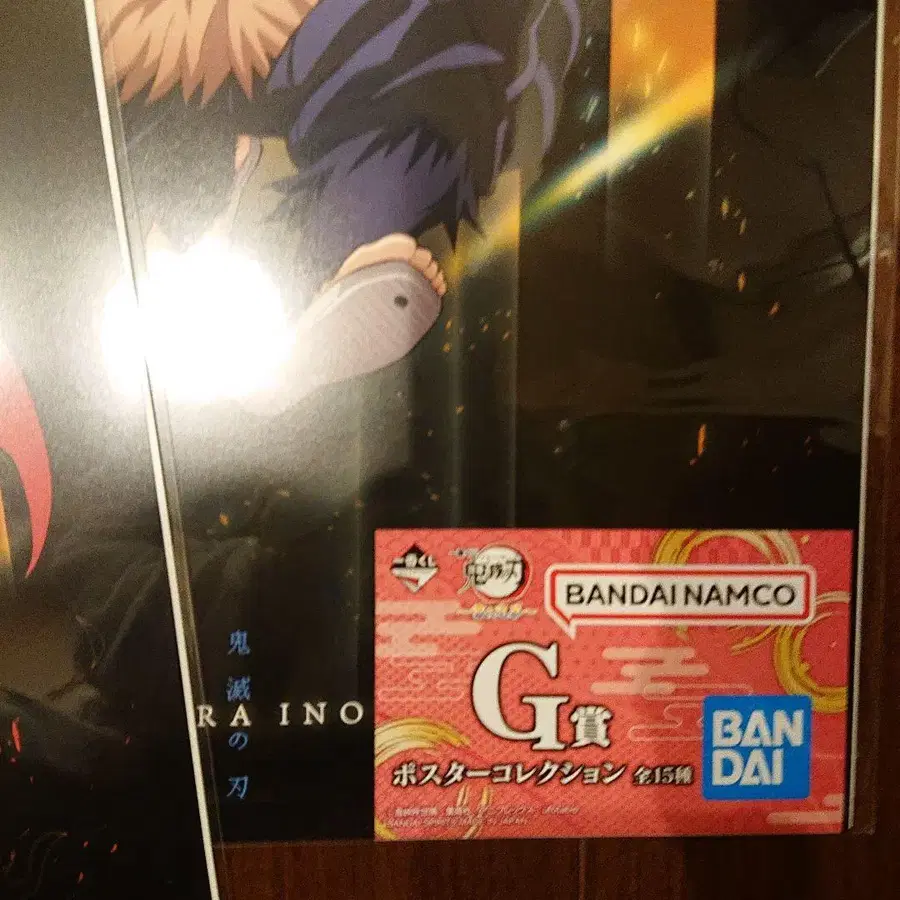 一番くじ
鬼滅の刃
BANDAI NAMCO
G賞
BAN
DAI
ポスターコレクション 全15種
RA INO
鬼滅の刃